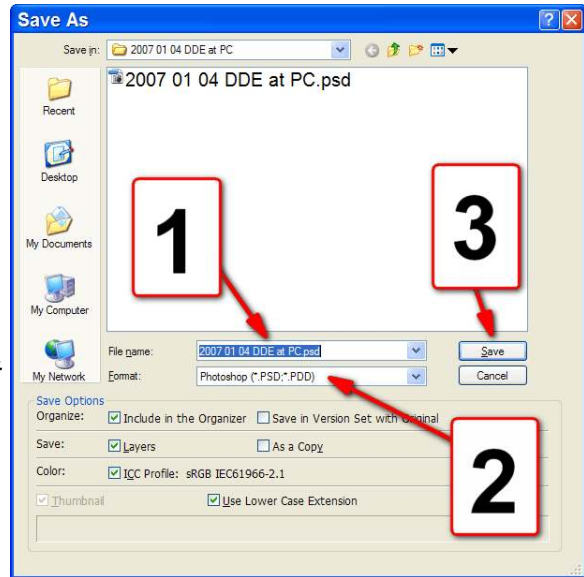 Save As
Save in: 2007 01 04 DDE at PC
2007 01 04 DDE at PC.psd
Recent
Desktop
My Documents
My Computer
My Network
1
3
File name: 2007 01 04 DDE at PC.psd Save
Format: Photoshop (*.PSD;*.PDD) Cancel
2
Save Options
Organize: Include in the Organizer Save in Version Set with Original
Save: Layers As a Copy
Color: ICC Profile: sRGB IEC61966-2.1
Thumbnail Use Lower Case Extension